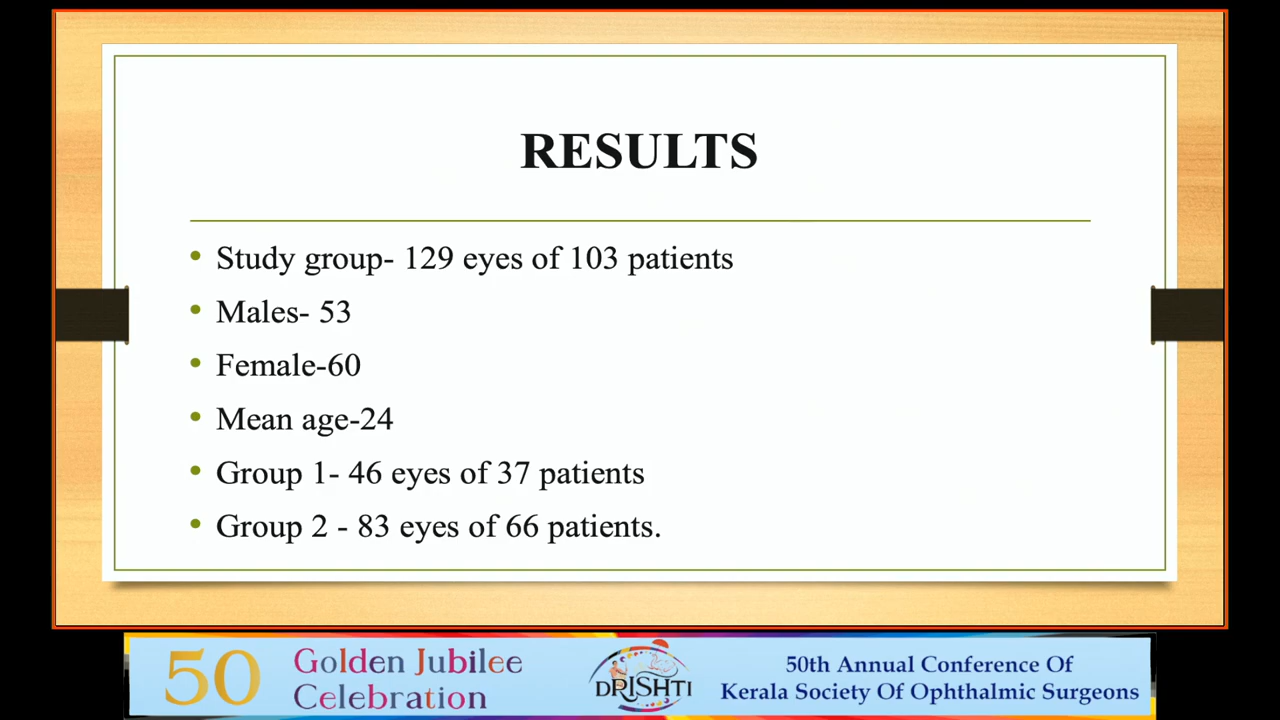 RESULTS
• Study group- 129 eyes of 103 patients
• Males- 53
• Female-60
• Mean age-24
• Group 1- 46 eyes of 37 patients
• Group 2 - 83 eyes of 66 patients.
50 Golden Jubilee
Celebration
DRISHTI
50th Annual Conference Of
Kerala Society Of Ophthalmic Surgeons